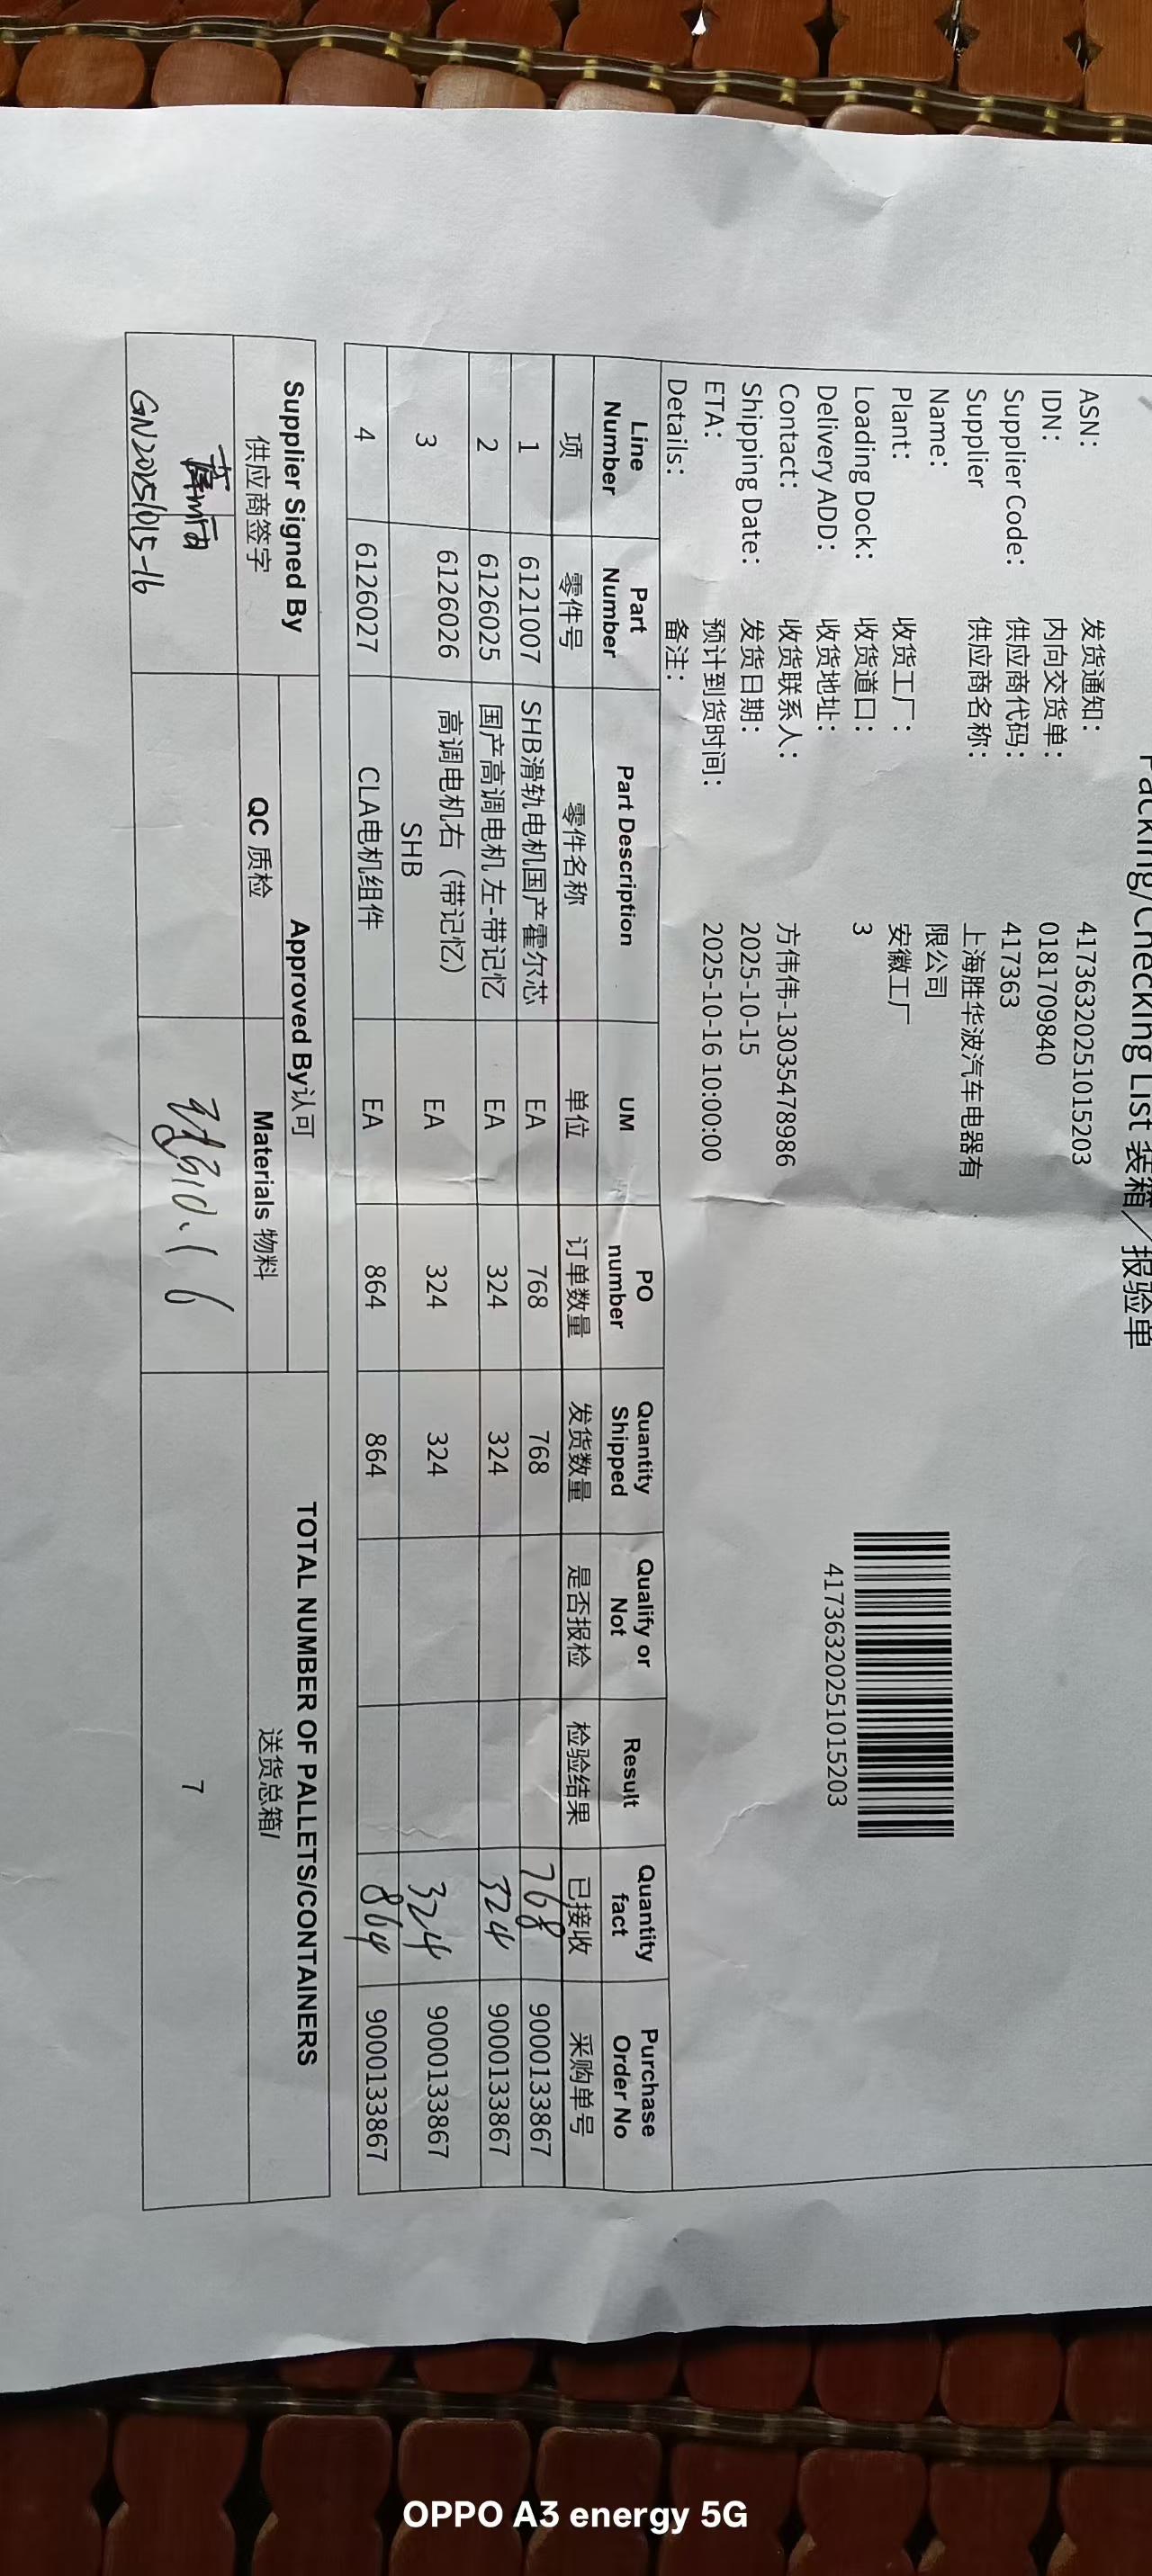 Packing/Checking List 装箱／报验单
ASN： 发货通知： 41736320251015203
IDN： 内向交货单： 0181709840
Supplier Code： 供应商代码： 417363
Supplier Name： 供应商名称： 上海胜华波汽车电器有限公司
Plant： 收货工厂： 安徽工厂
Loading Dock： 收货道口： 3
Delivery ADD： 收货地址：
Contact： 收货联系人： 方伟伟-13035478986
Shipping Date： 发货日期： 2025-10-15
ETA： 预计到货时间： 2025-10-16 10:00:00
Details： 备注：
41736320251015203
Line Number Part Number Part Description UM PO number Quantity Shipped Qualify or Not Result Quantity fact Purchase Order No
项 零件号 零件名称 单位 订单数量 发货数量 是否报检 检验结果 已接收 采购单号
1 6121007 SHB滑轨电机国产霍尔芯 EA 768 768 768 9000133867
2 6126025 国产高调电机 左-带记忆 EA 324 324 324 9000133867
3 6126026 高调电机右（带记忆）SHB EA 324 324 324 9000133867
4 6126027 CLA电机组件 EA 864 864 864 9000133867
Supplier Signed By 供应商签字 Approved By认可 TOTAL NUMBER OF PALLETS/CONTAINERS
QC 质检 Materials 物料 送货总箱/
10.16 7
GN20251015-16
OPPO A3 energy 5G